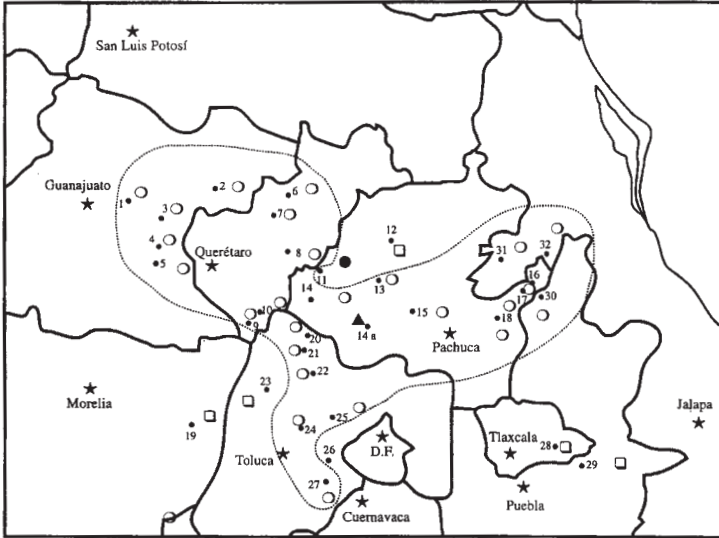 San Luis Potosí
Guanajuato
1
2
3
4
5
6
7
8
Querétaro
9
10
11
12
13
14
14 a
15
16
17
18
30
31
32
Pachuca
20
21
22
23
24
25
26
27
19
Morelia
Toluca
D.F.
Cuernavaca
Tlaxcala
28
29
Puebla
Jalapa